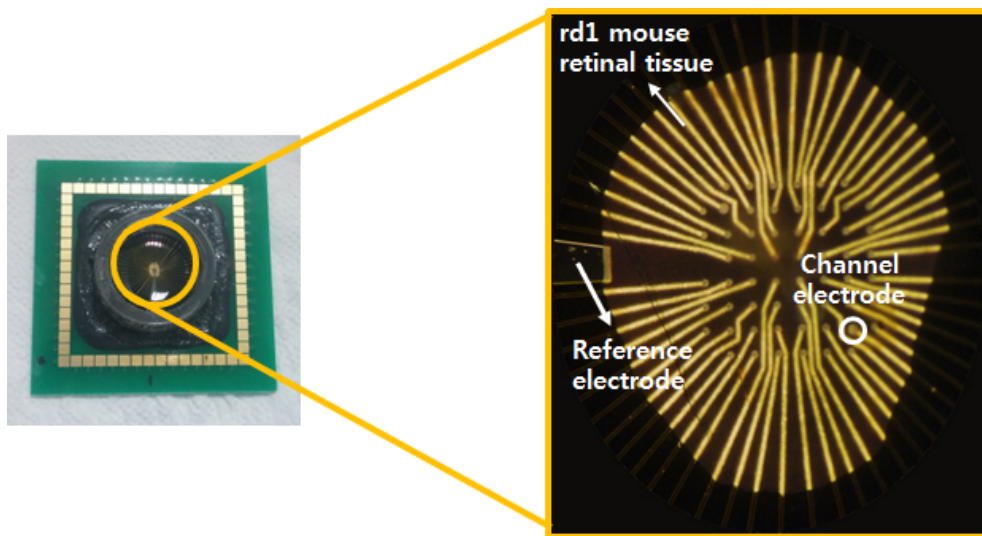 rd1 mouse
retinal tissue
Channel
electrode
Reference
electrode